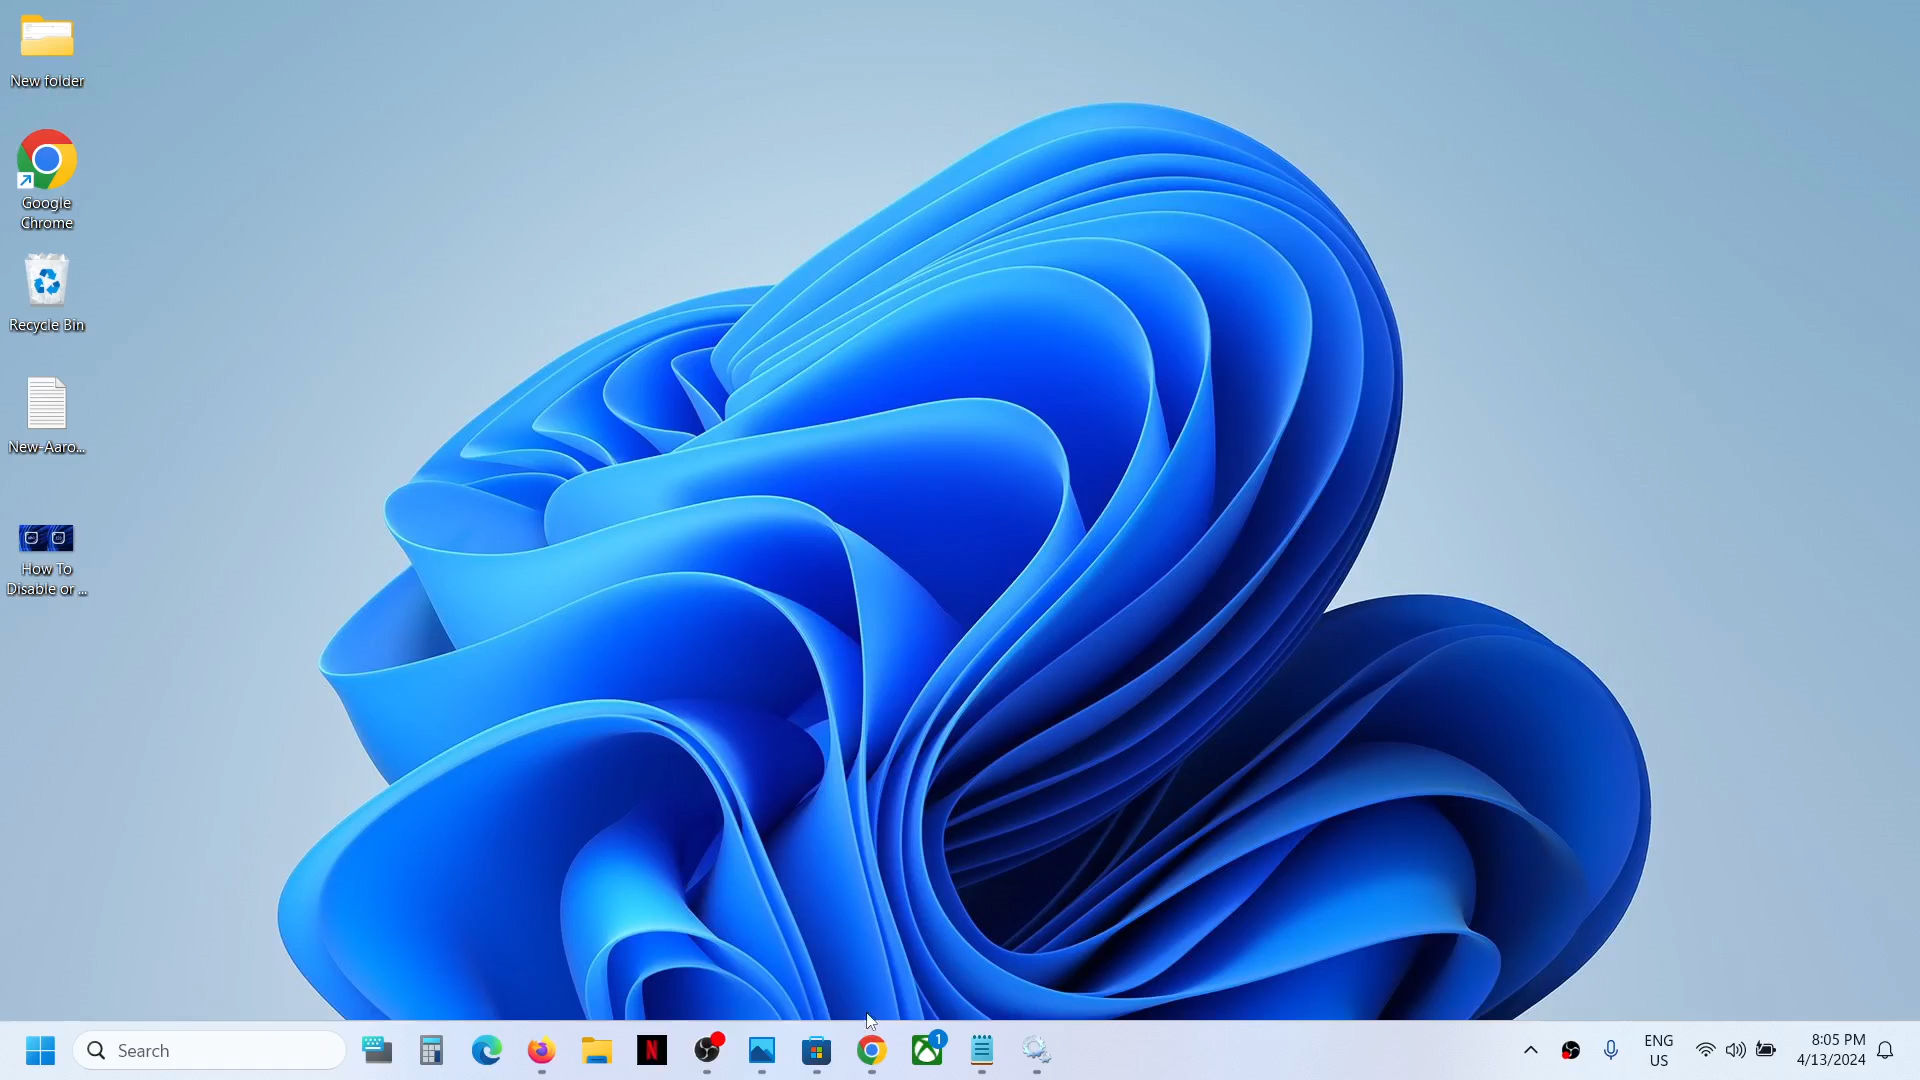 New folder
Google
Chrome
Recycle Bin
New-Aaro...
How To
Disable or ...
Search
N
1
ENG
US
8:05 PM
4/13/2024